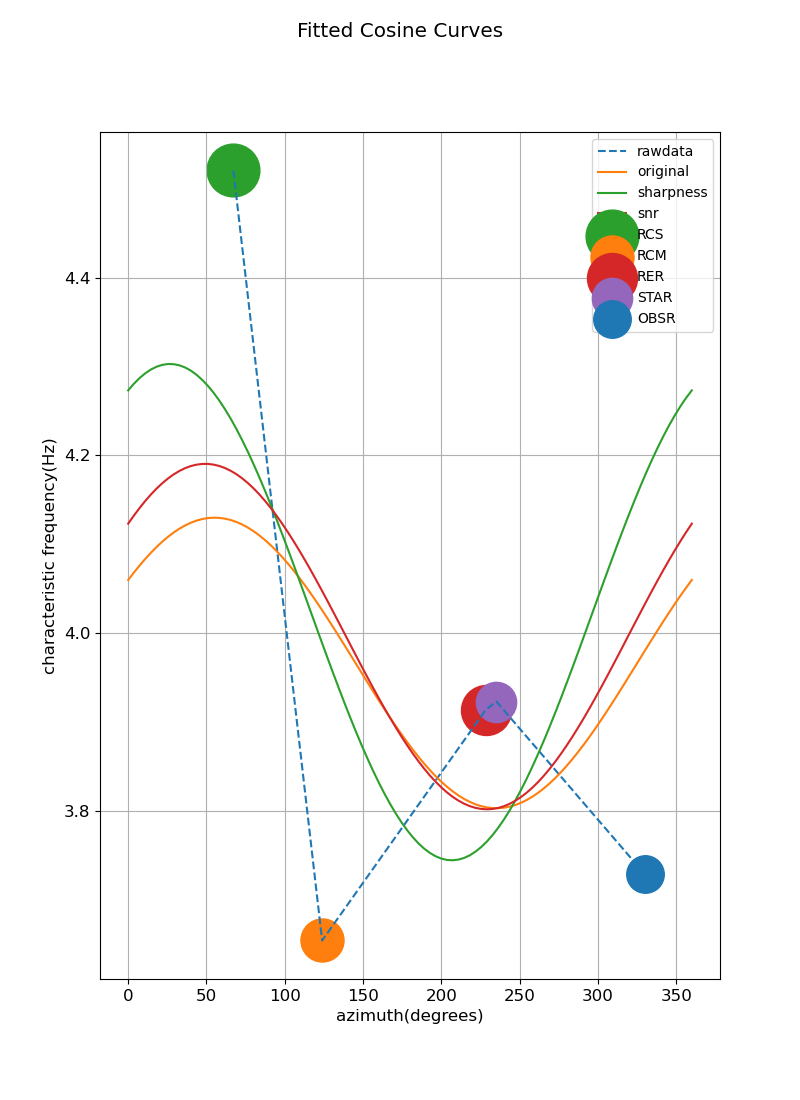 Fitted Cosine Curves
rawdata
original
sharpness
snr
RCS
RCM
RER
STAR
OBSR
characteristic frequency(Hz)
4.4
4.2
4.0
3.8
0 50 100 150 200 250 300 350
azimuth(degrees)